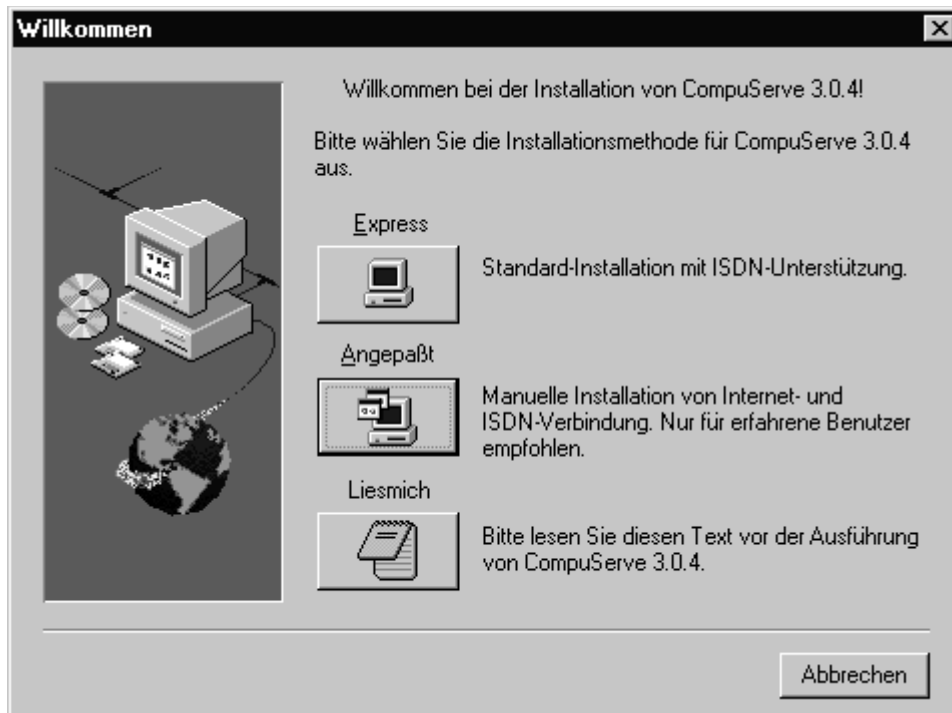 Willkommen
Willkommen bei der Installation von CompuServe 3.0.4!
Bitte wählen Sie die Installationsmethode für CompuServe 3.0.4
aus.
Express
Standard-Installation mit ISDN-Unterstützung.
Angepaßt
Manuelle Installation von Internet- und
ISDN-Verbindung. Nur für erfahrene Benutzer
empfohlen.
Liesmich
Bitte lesen Sie diesen Text vor der Ausführung
von CompuServe 3.0.4.
Abbrechen